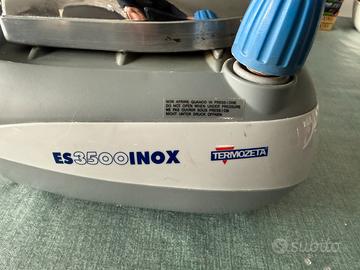 NON APRIRE QUANDO IN PRESSIONE
DO NOT OPEN WHEN UNDER PRESSURE
NE PAS OUVRIR SOUS PRESSION
NICHT UNTER DRUCK ÖFFNEN
ES3500INOX
TERMOZETA
subito